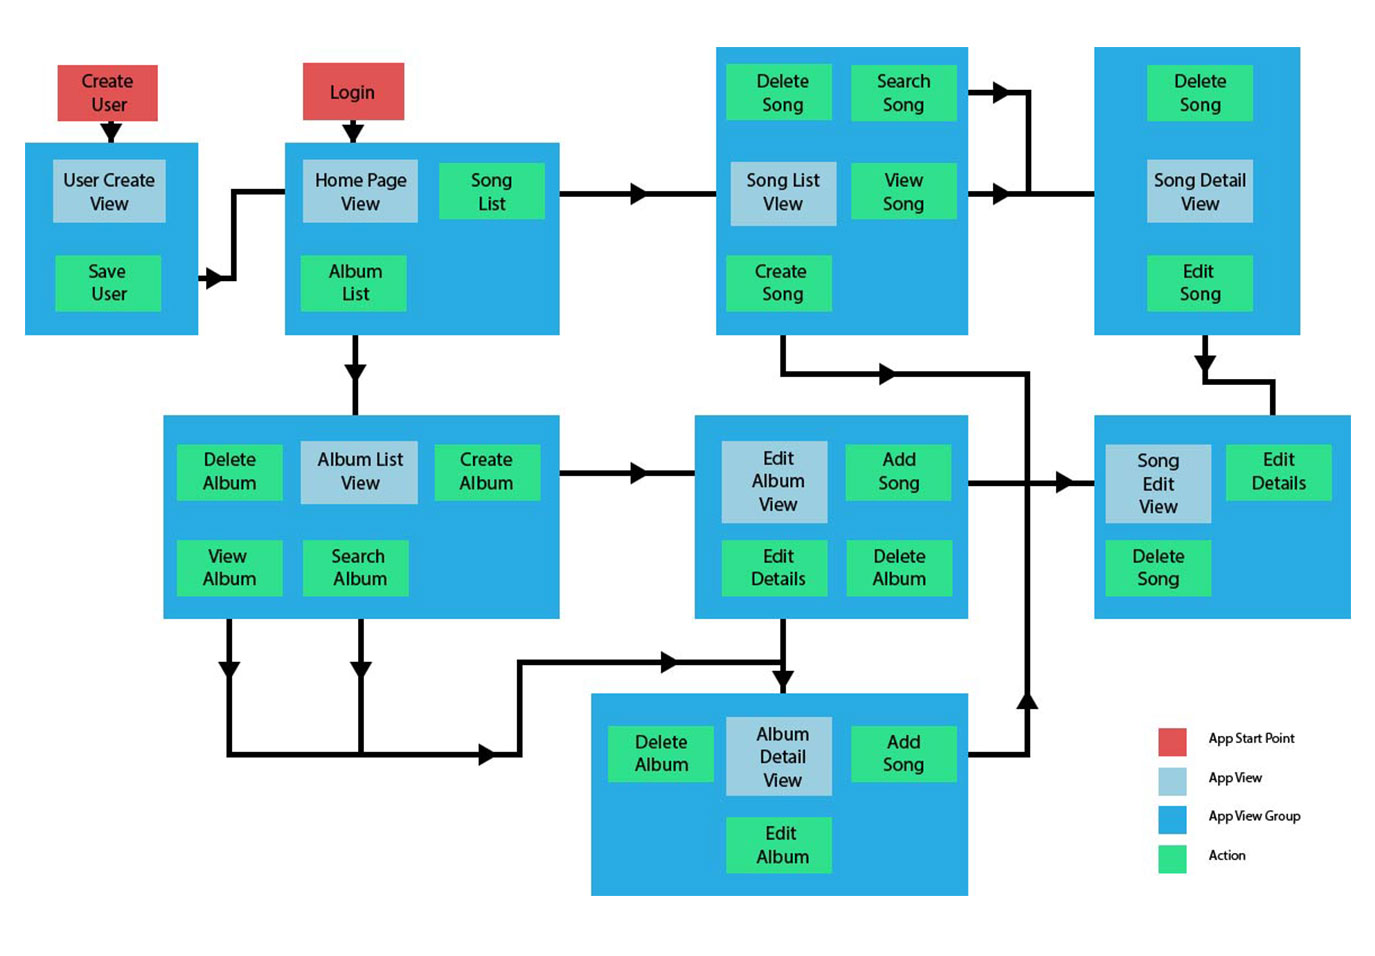 Create
User
Login
User Create
View
Save
User
Home Page
View
Song
List
Album
List
Delete
Song
Search
Song
Song List
VIew
View
Song
Create
Song
Delete
Song
Song Detail
View
Edit
Song
Delete
Album
Album List
View
Create
Album
View
Album
Search
Album
Edit
Album
View
Add
Song
Edit
Details
Delete
Album
Song
Edit
View
Edit
Details
Delete
Song
Delete
Album
Album
Detail
View
Add
Song
Edit
Album
App Start Point
App View
App View Group
Action